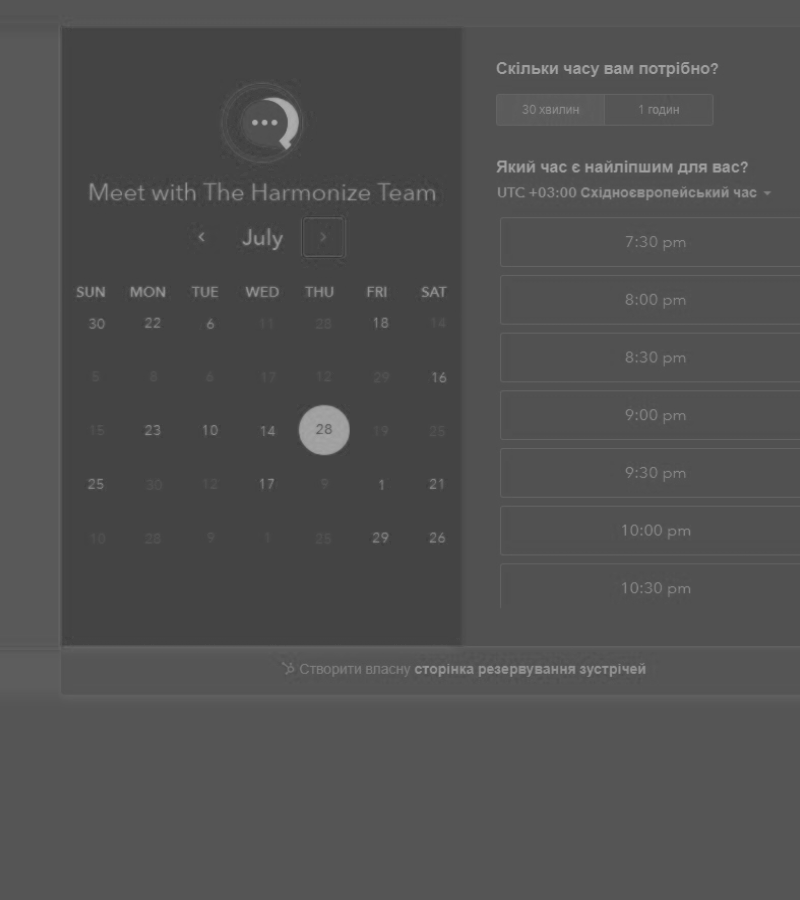 Meet with The Harmonize Team
July
SUN MON TUE WED THU FRI SAT
30 22 6 11 28 18 14
5 8 6 17 12 29 16
15 23 10 14 28 19 25
25 30 12 17 9 1 21
10 28 9 1 28 29 26
Скільки часу вам потрібно?
30 хвилин 1 годин
Який час є найліпшим для вас?
UTC +03:00 Східноєвропейський час
7:30 pm
8:00 pm
8:30 pm
9:00 pm
9:30 pm
10:00 pm
10:30 pm
Створити власну сторінка резервування зустрічей